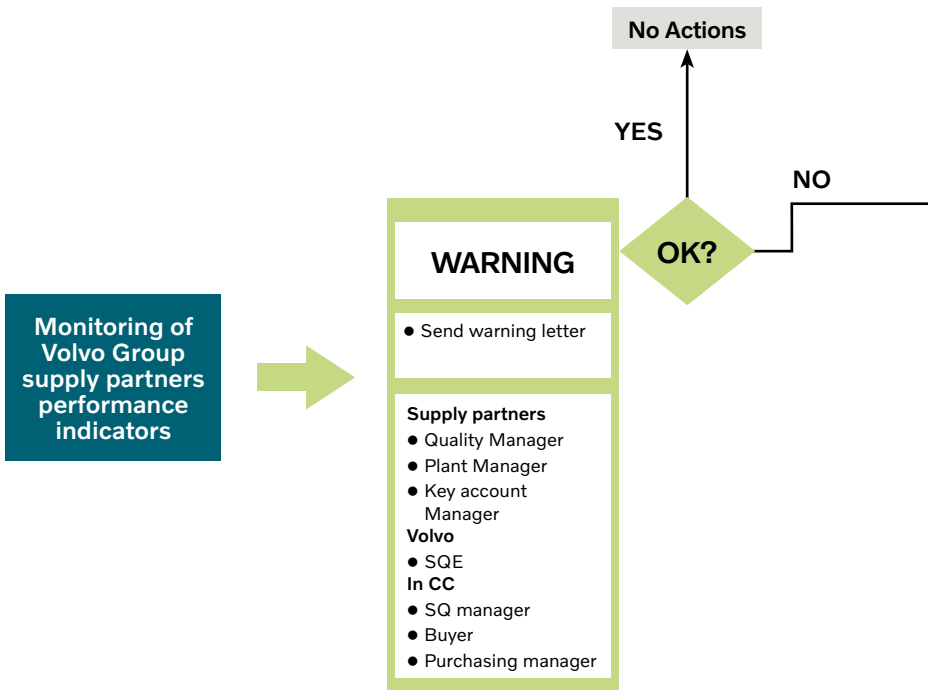 No Actions
YES
NO
OK?
WARNING
● Send warning letter
Monitoring of
Volvo Group
supply partners
performance
indicators
Supply partners
● Quality Manager
● Plant Manager
● Key account
Manager
Volvo
● SQE
In CC
● SQ manager
● Buyer
● Purchasing manager